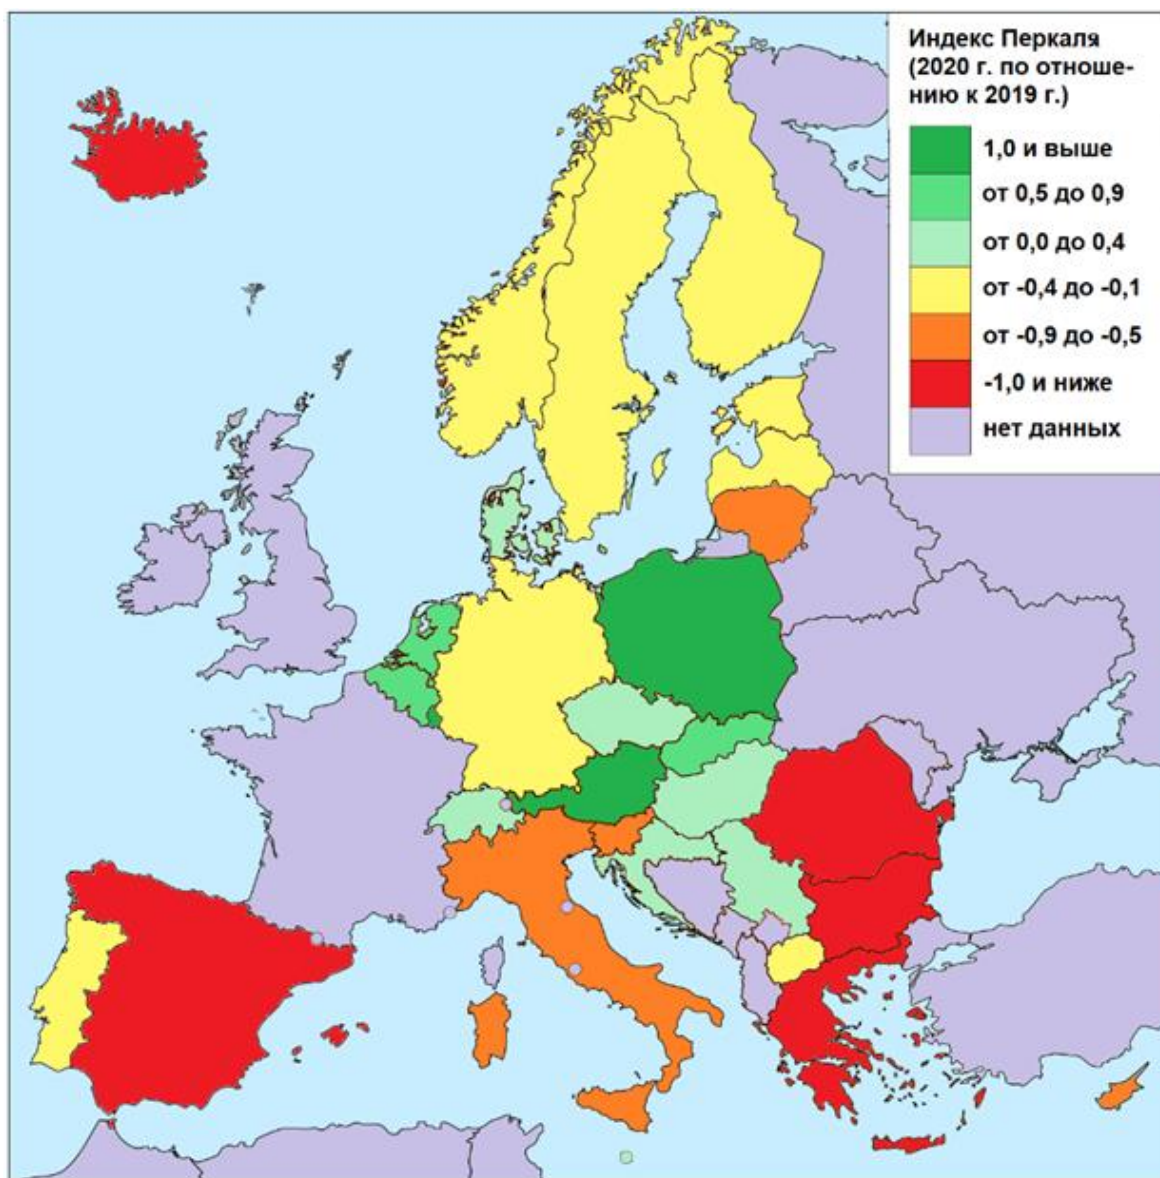 Индекс Перкаля
(2020 г. по отноше-
нию к 2019 г.)
1,0 и выше
от 0,5 до 0,9
от 0,0 до 0,4
от -0,4 до -0,1
от -0,9 до -0,5
-1,0 и ниже
нет данных